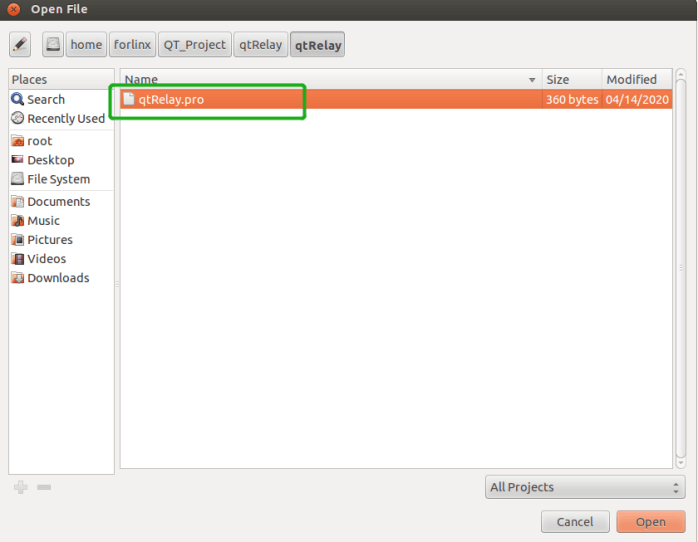 Open File
home forlinx QT_Project qtRelay qtRelay
Places
Search
Recently Used
root
Desktop
File System
Documents
Music
Pictures
Videos
Downloads
Name Size Modified
qtRelay.pro 360 bytes 04/14/2020
All Projects
Cancel Open